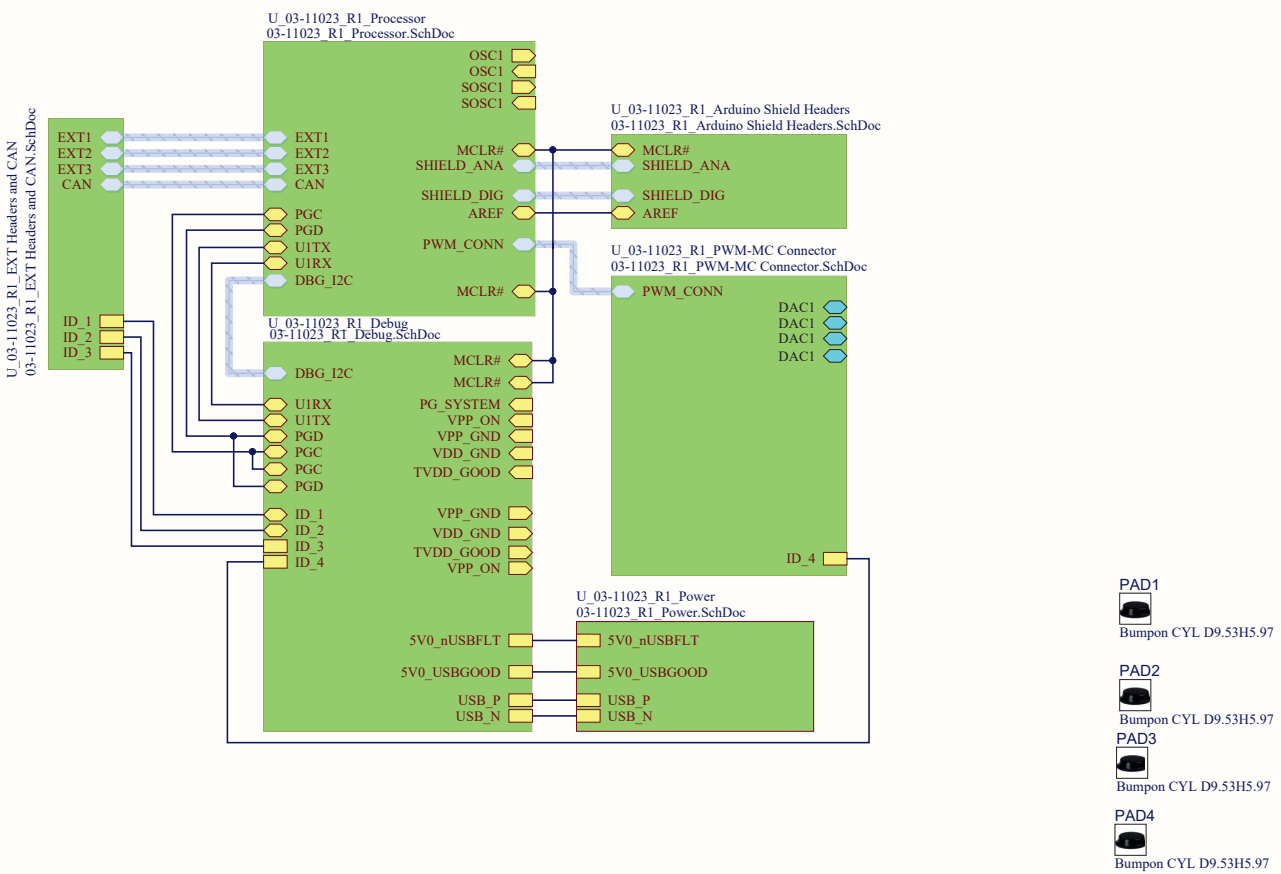 U_03-11023_R1_Processor
03-11023_R1_Processor.SchDoc
OSC1
OSC1
SOSC1
SOSC1
EXT1
EXT2
EXT3
CAN
PGC
PGD
U1TX
U1RX
DBG_I2C
MCLR#
SHIELD_ANA
SHIELD_DIG
AREF
PWM_CONN
MCLR#
U_03-11023_R1_EXT Headers and CAN
03-11023_R1_EXT Headers and CAN.SchDoc
EXT1
EXT2
EXT3
CAN
ID_1
ID_2
ID_3
U_03-11023_R1_Arduino Shield Headers
03-11023_R1_Arduino Shield Headers.SchDoc
MCLR#
SHIELD_ANA
SHIELD_DIG
AREF
U_03-11023_R1_PWM-MC Connector
03-11023_R1_PWM-MC Connector.SchDoc
PWM_CONN
DAC1
DAC1
DAC1
DAC1
ID_4
U_03-11023_R1_Debug
03-11023_R1_Debug.SchDoc
DBG_I2C
U1RX
U1TX
PGD
PGC
PGC
PGD
ID_1
ID_2
ID_3
ID_4
MCLR#
MCLR#
PG_SYSTEM
VPP_ON
VPP_GND
VDD_GND
TVDD_GOOD
VPP_GND
VDD_GND
TVDD_GOOD
VPP_ON
5V0_nUSBFLT
5V0_USBGOOD
USB_P
USB_N
U_03-11023_R1_Power
03-11023_R1_Power.SchDoc
5V0_nUSBFLT
5V0_USBGOOD
USB_P
USB_N
PAD1
Bumpon CYL D9.53H5.97
PAD2
Bumpon CYL D9.53H5.97
PAD3
Bumpon CYL D9.53H5.97
PAD4
Bumpon CYL D9.53H5.97